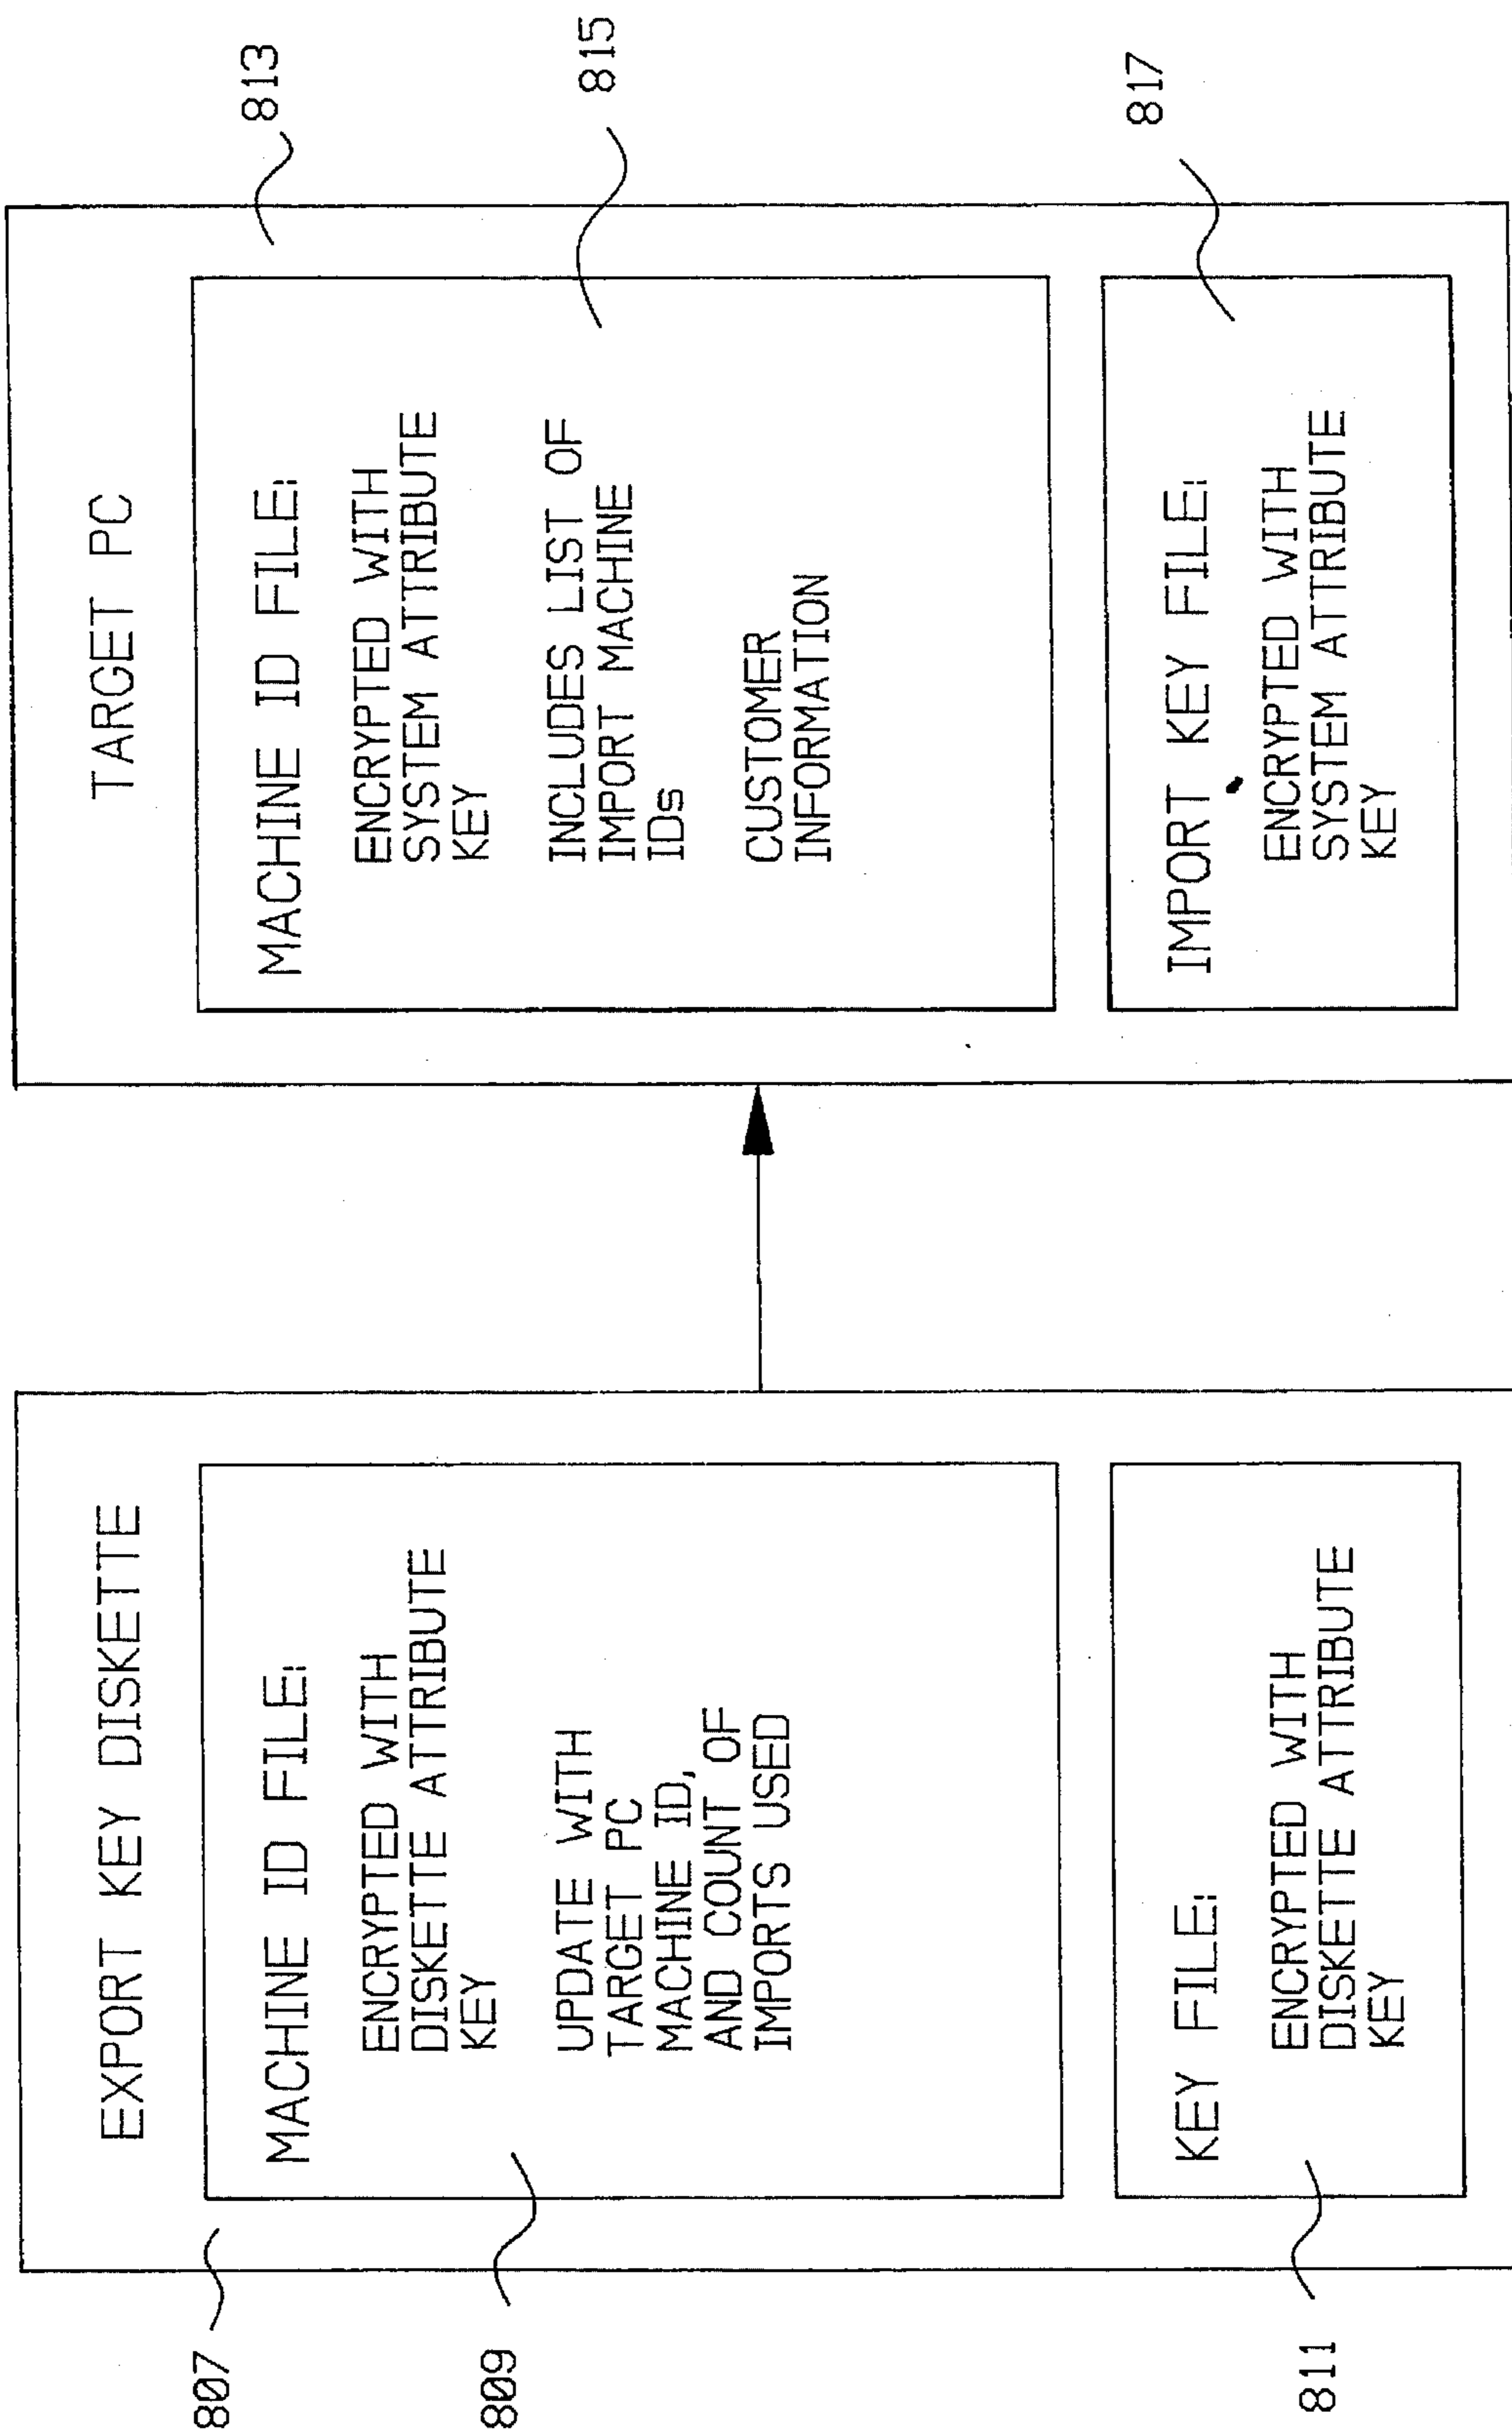 EXPORT KEY DISKETTE
807
MACHINE ID FILE:
ENCRYPTED WITH
DISKETTE ATTRIBUTE
KEY
UPDATE WITH
TARGET PC
MACHINE ID,
AND COUNT OF
IMPORTS USED
809
KEY FILE:
ENCRYPTED WITH
DISKETTE ATTRIBUTE
KEY
811
TARGET PC
813
MACHINE ID FILE:
ENCRYPTED WITH
SYSTEM ATTRIBUTE
KEY
INCLUDES LIST OF
IMPORT MACHINE
IDs
CUSTOMER
INFORMATION
815
IMPORT KEY FILE:
ENCRYPTED WITH
SYSTEM ATTRIBUTE
KEY
817